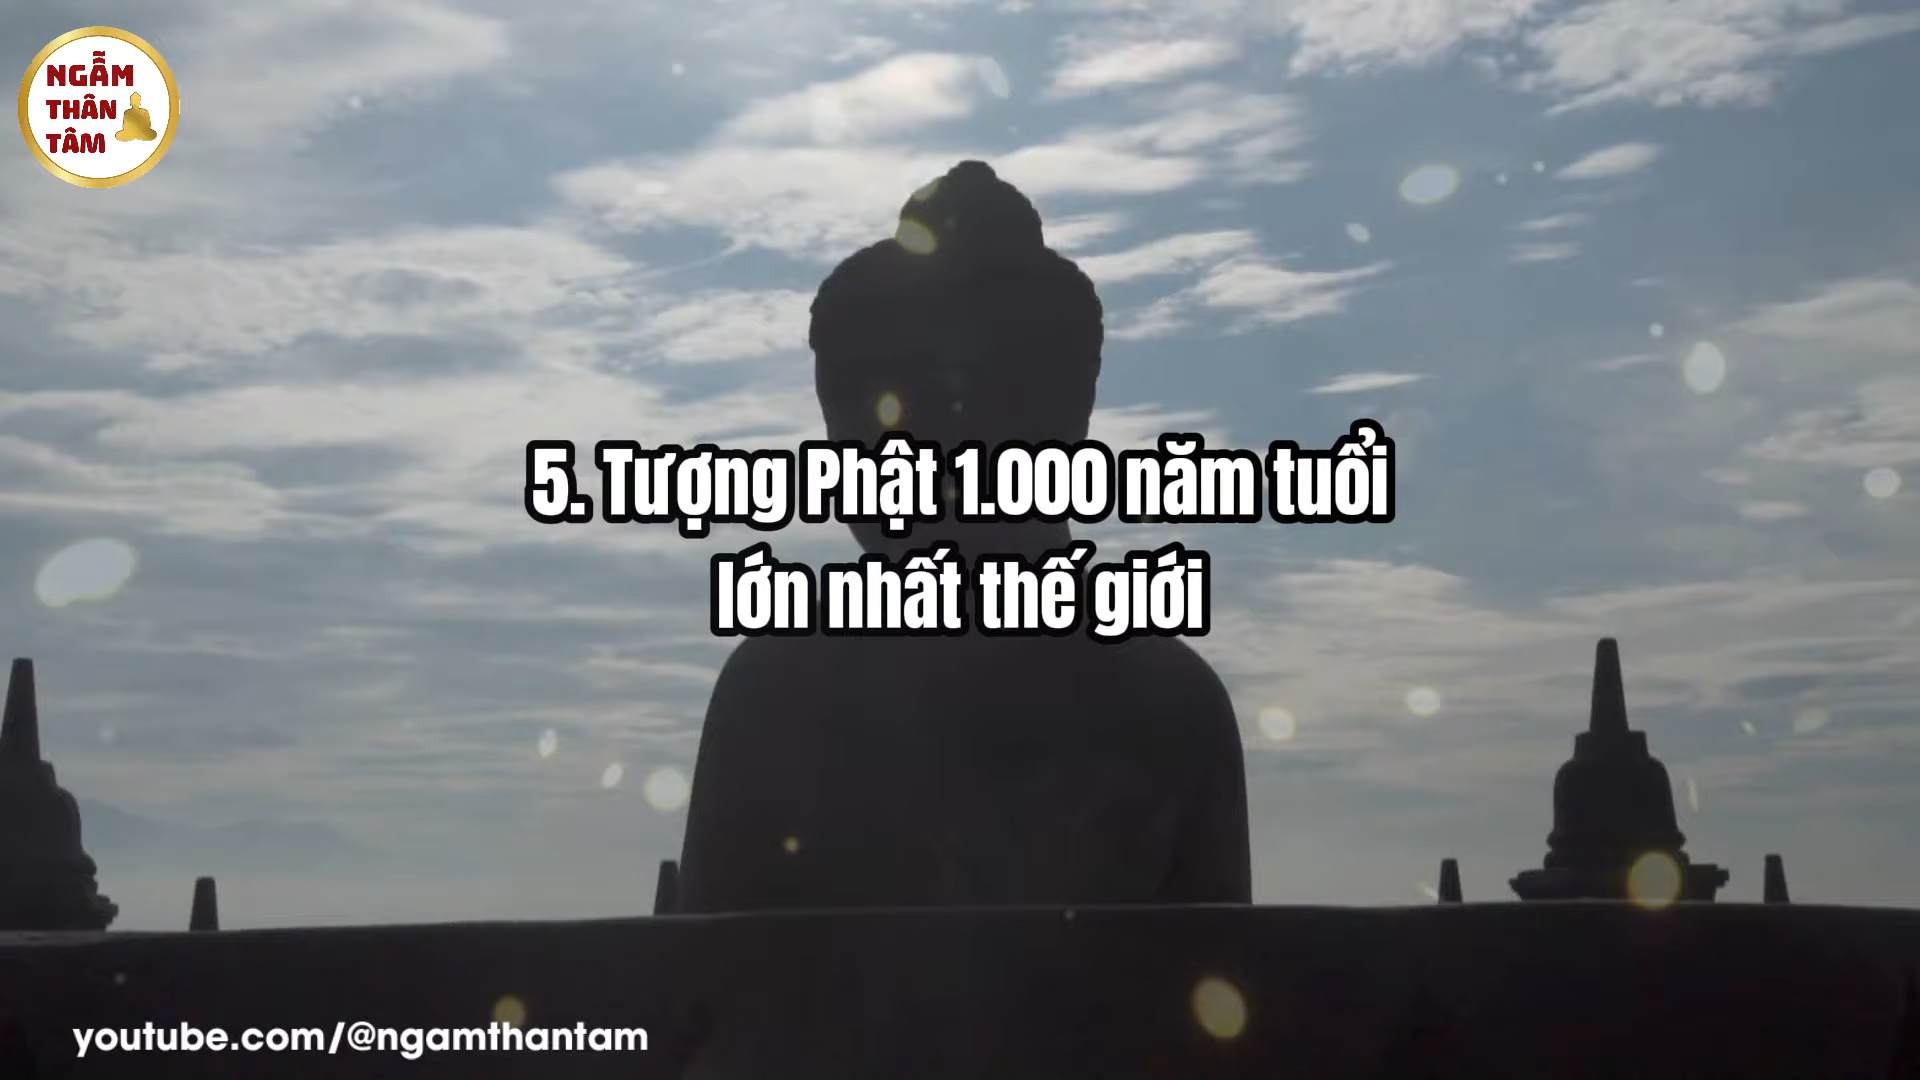 NGẪM
THÂN
TÂM
5. Tượng Phật 1.000 năm tuổi
lớn nhất thế giới
youtube.com/@ngamthantam